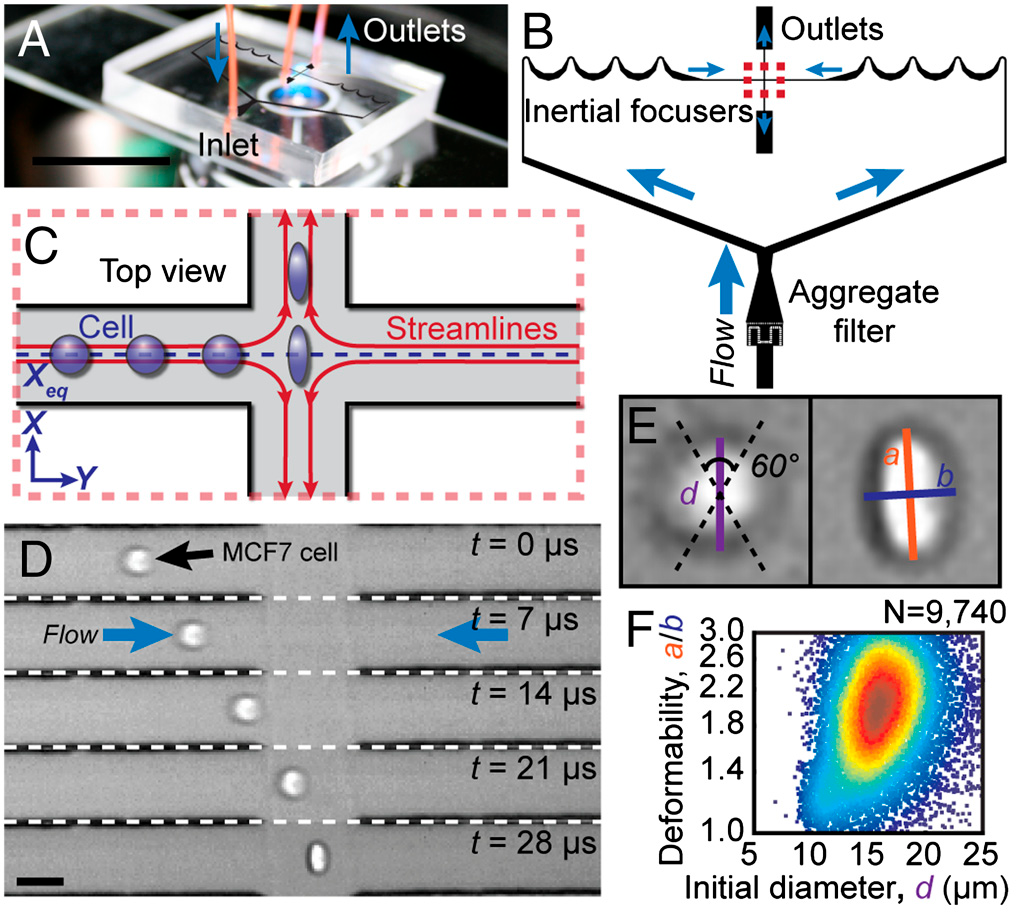 A
Outlets
Inlet
B
Outlets
Inertial focusers
Aggregate
filter
Flow
C
Top view
Cell
Streamlines
Xeq
X
Y
D
MCF7 cell
t = 0 µs
Flow
t = 7 µs
t = 14 µs
t = 21 µs
t = 28 µs
E
d
60°
a
b
F
N=9,740
Deformability, a/b
3.0
2.6
2.2
1.8
1.4
1.0
5
10
15
20
25
Initial diameter, d (µm)